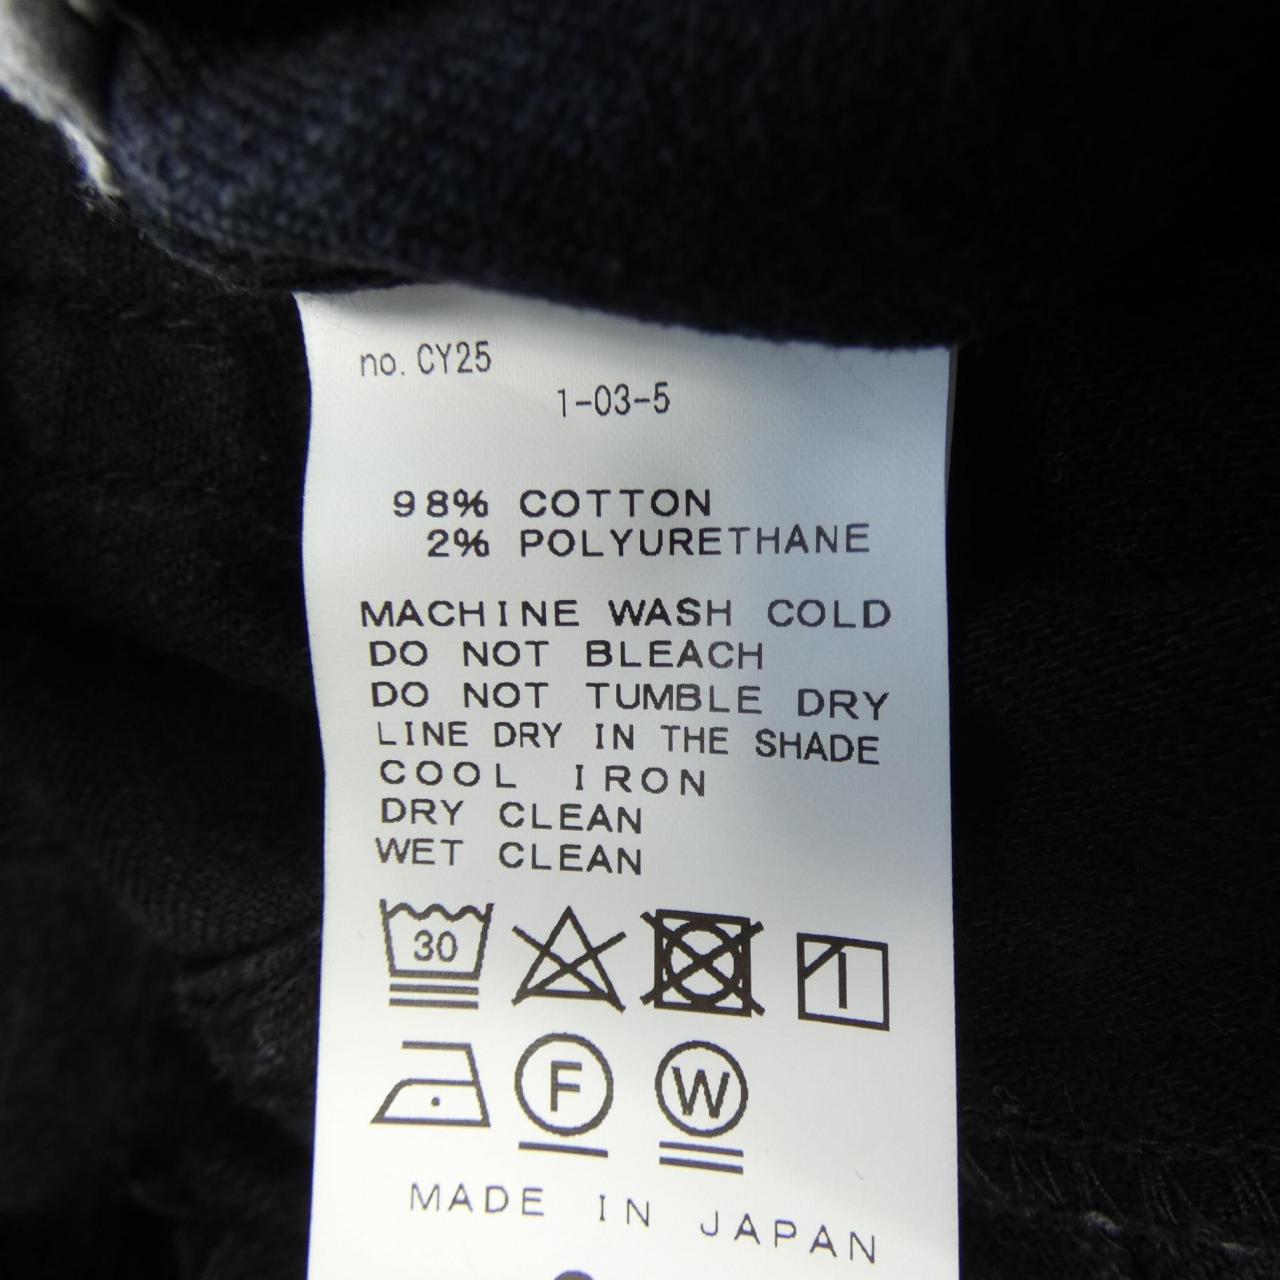 no. CY25
1-03-5
98% COTTON
2% POLYURETHANE
MACHINE WASH COLD
DO NOT BLEACH
DO NOT TUMBLE DRY
LINE DRY IN THE SHADE
COOL IRON
DRY CLEAN
WET CLEAN
30
F W
MADE IN JAPAN